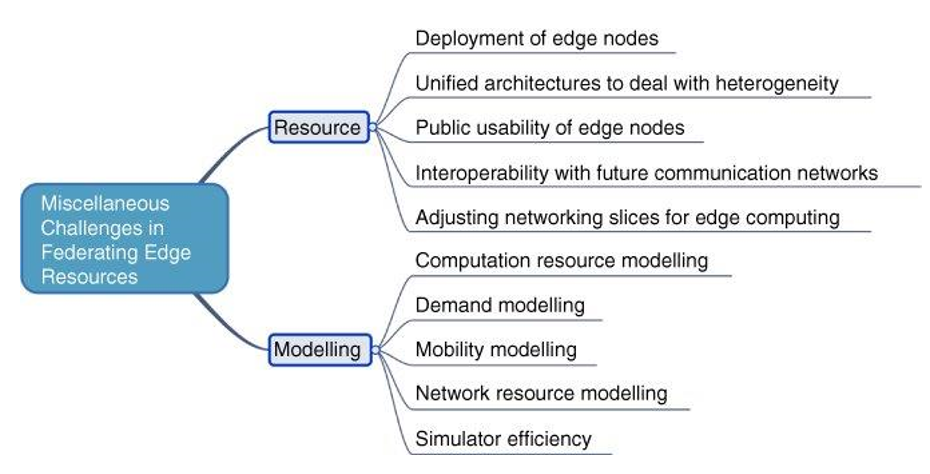 Miscellaneous
Challenges in
Federating Edge
Resources
Resource
Deployment of edge nodes
Unified architectures to deal with heterogeneity
Public usability of edge nodes
Interoperability with future communication networks
Adjusting networking slices for edge computing
Modelling
Computation resource modelling
Demand modelling
Mobility modelling
Network resource modelling
Simulator efficiency